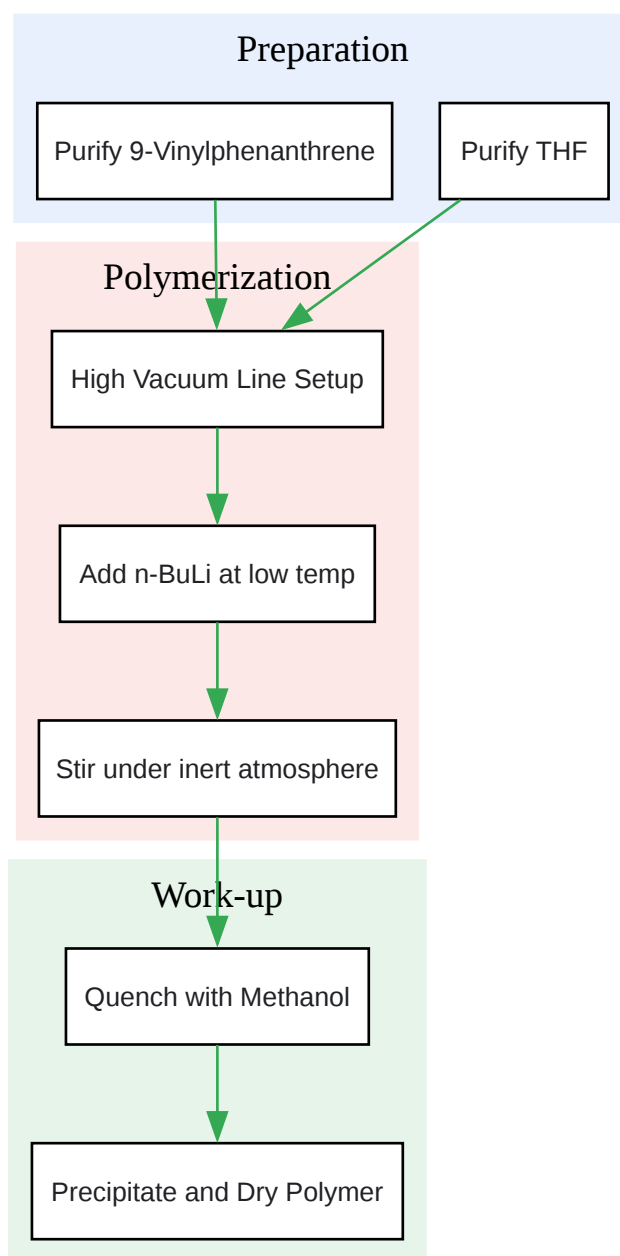 Preparation
Purify 9-Vinylphenanthrene
Purify THF
Polymerization
High Vacuum Line Setup
Add n-BuLi at low temp
Stir under inert atmosphere
Work-up
Quench with Methanol
Precipitate and Dry Polymer